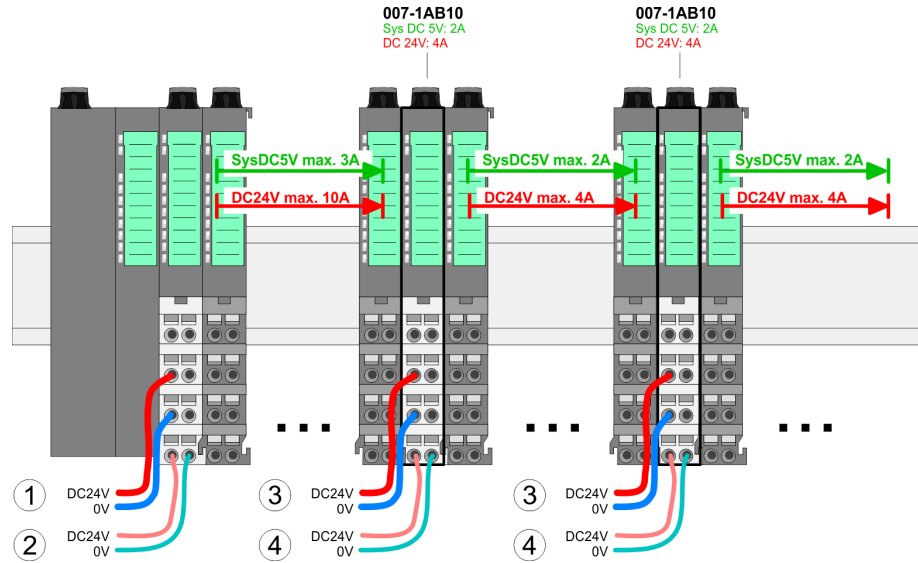 007-1AB10
Sys DC 5V: 2A
DC 24V: 4A
007-1AB10
Sys DC 5V: 2A
DC 24V: 4A
SysDC5V max. 3A
SysDC5V max. 2A
SysDC5V max. 2A
DC24V max. 10A
DC24V max. 4A
DC24V max. 4A
1
DC24V
0V
3
DC24V
0V
3
DC24V
0V
2
DC24V
0V
4
DC24V
0V
4
DC24V
0V